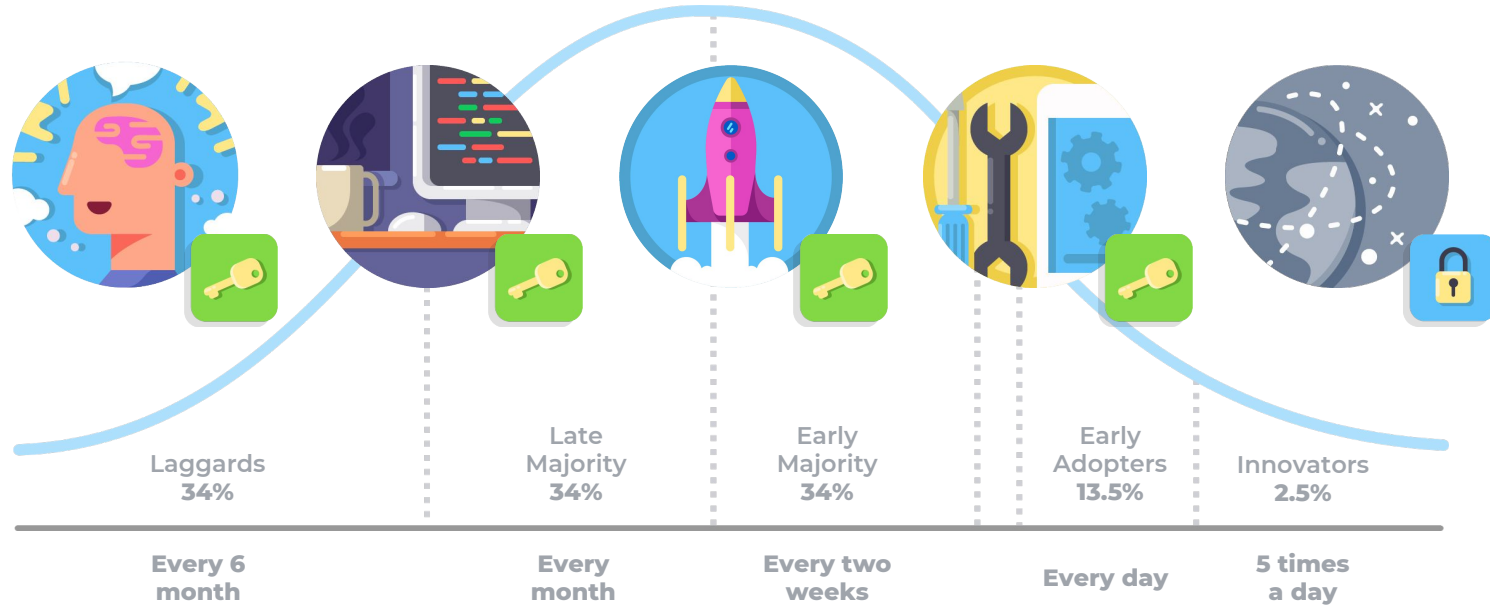 Laggards
34%
Late
Majority
34%
Early
Majority
34%
Early
Adopters
13.5%
Innovators
2.5%
Every 6
month
Every
month
Every two
weeks
Every day
5 times
a day